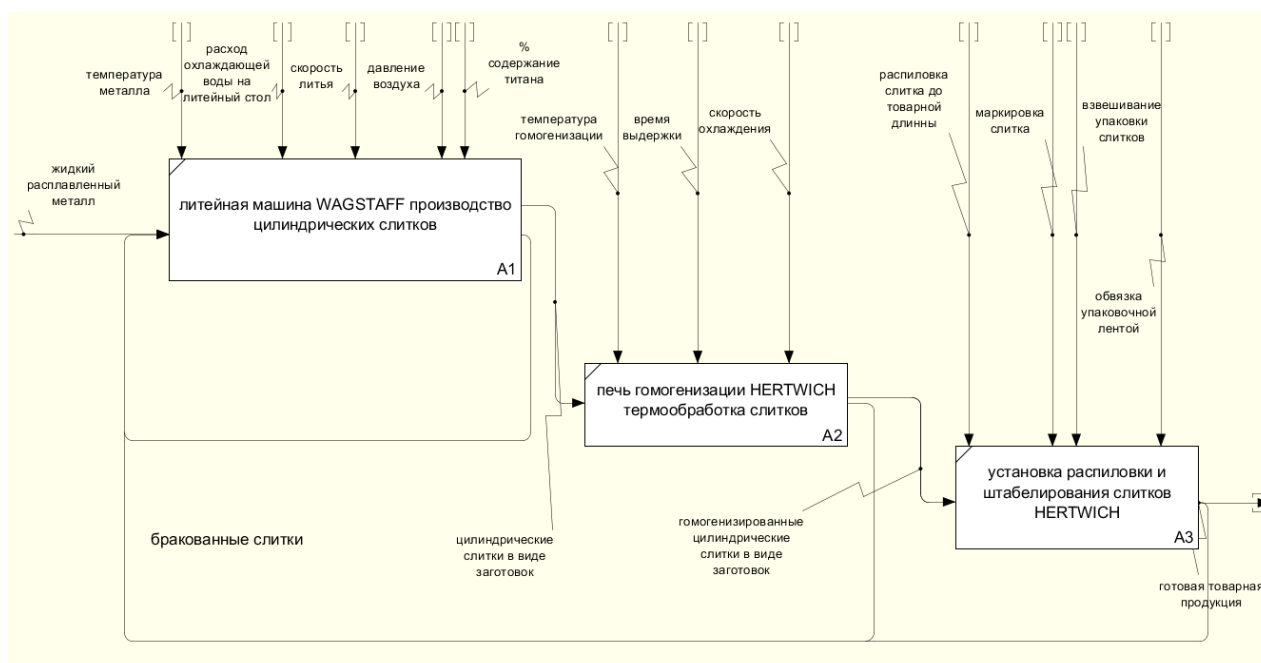 температура
металла
расход
охлаждающей
воды на
литейный стол
скорость
литья
давление
воздуха
%
содержание
титана
температура
гомогенизации
время
выдержки
скорость
охлаждения
распиловка
слитка до
товарной
длинны
маркировка
слитка
взвешивание
упаковки
слитков
обвязка
упаковочной
лентой
жидкий
расплавленный
металл
литейная машина WAGSTAFF производство
цилиндрических слитков
A1
печь гомогенизации HERTWICH
термообработка слитков
A2
установка распиловки и
штабелирования слитков
HERTWICH
A3
бракованные слитки
цилиндрические
слитки в виде
заготовок
гомогенизированные
цилиндрические
слитки в виде
заготовок
готовая товарная
продукция